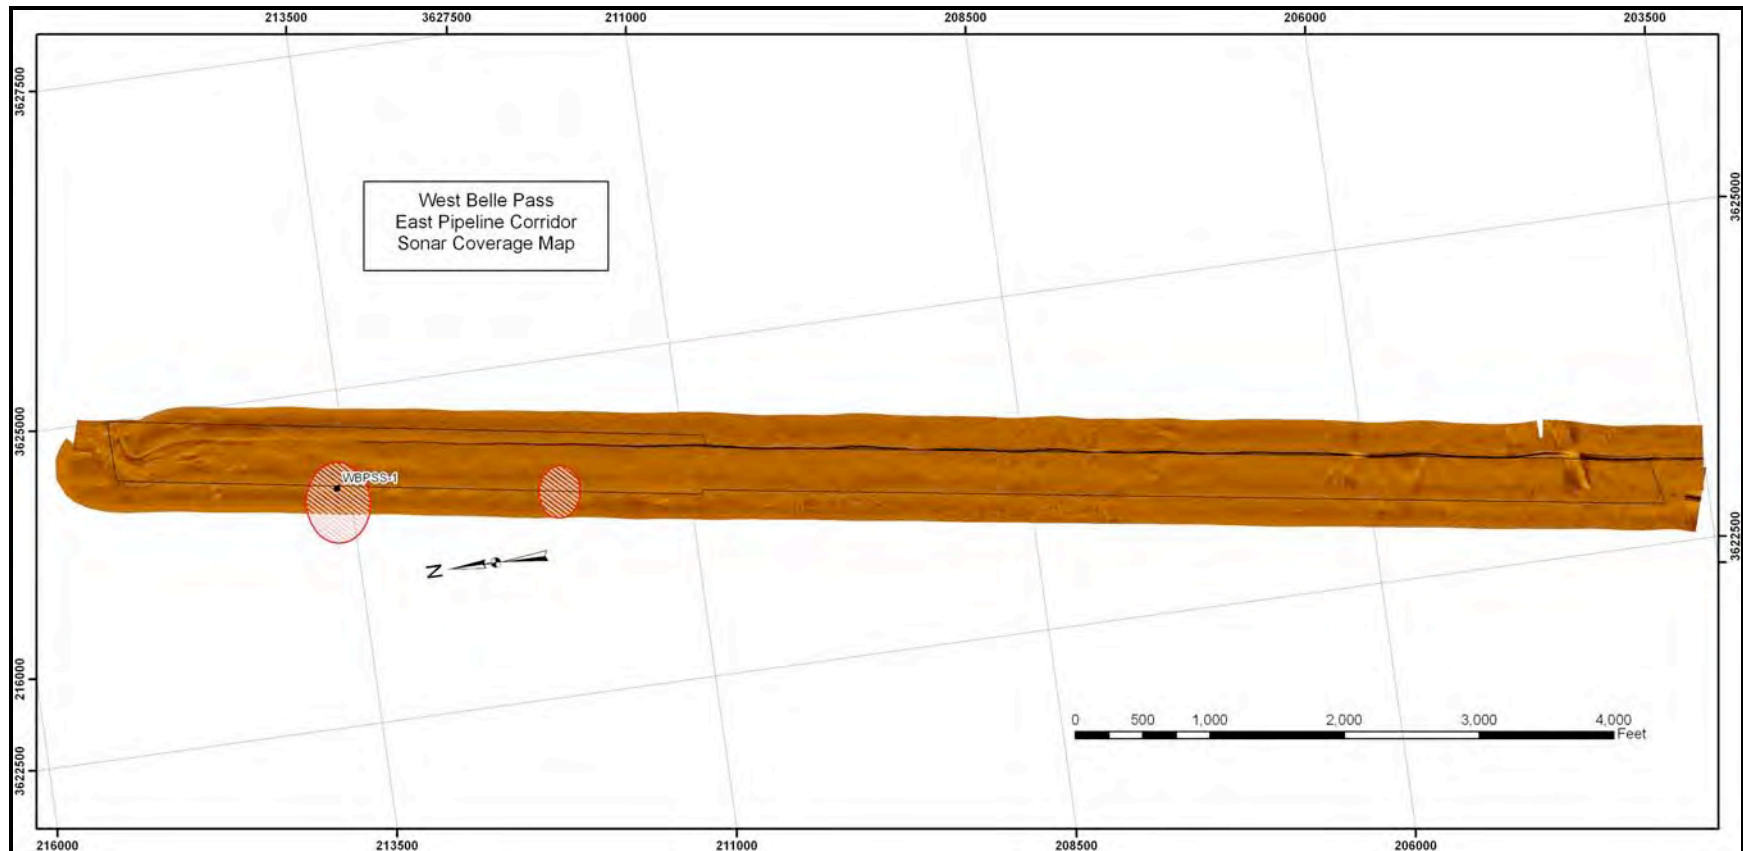 213500 3627500 211000 208500 206000 203500
3627500
West Belle Pass
East Pipeline Corridor
Sonar Coverage Map
3625000
3625000
WBPSS-1
3622500
N
216000
0 500 1,000 2,000 3,000 4,000
Feet
3622500
216000 213500 211000 208500 206000